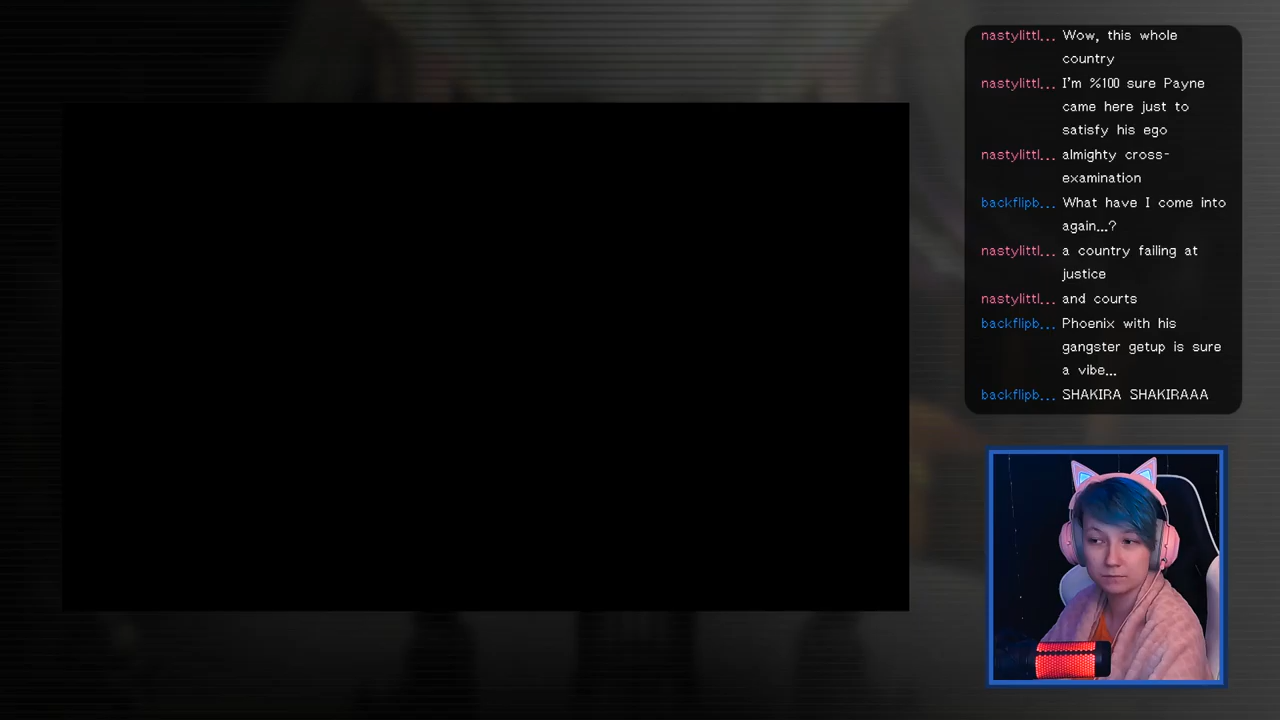 nastylittl... Wow, this whole
country
nastylittl... I'm %100 sure Payne
came here just to
satisfy his ego
nastylittl... almighty cross-
examination
backflipb... What have I come into
again...?
nastylittl... a country failing at
justice
nastylittl... and courts
backflipb... Phoenix with his
gangster getup is sure
a vibe...
backflipb... SHAKIRA SHAKIRAAA